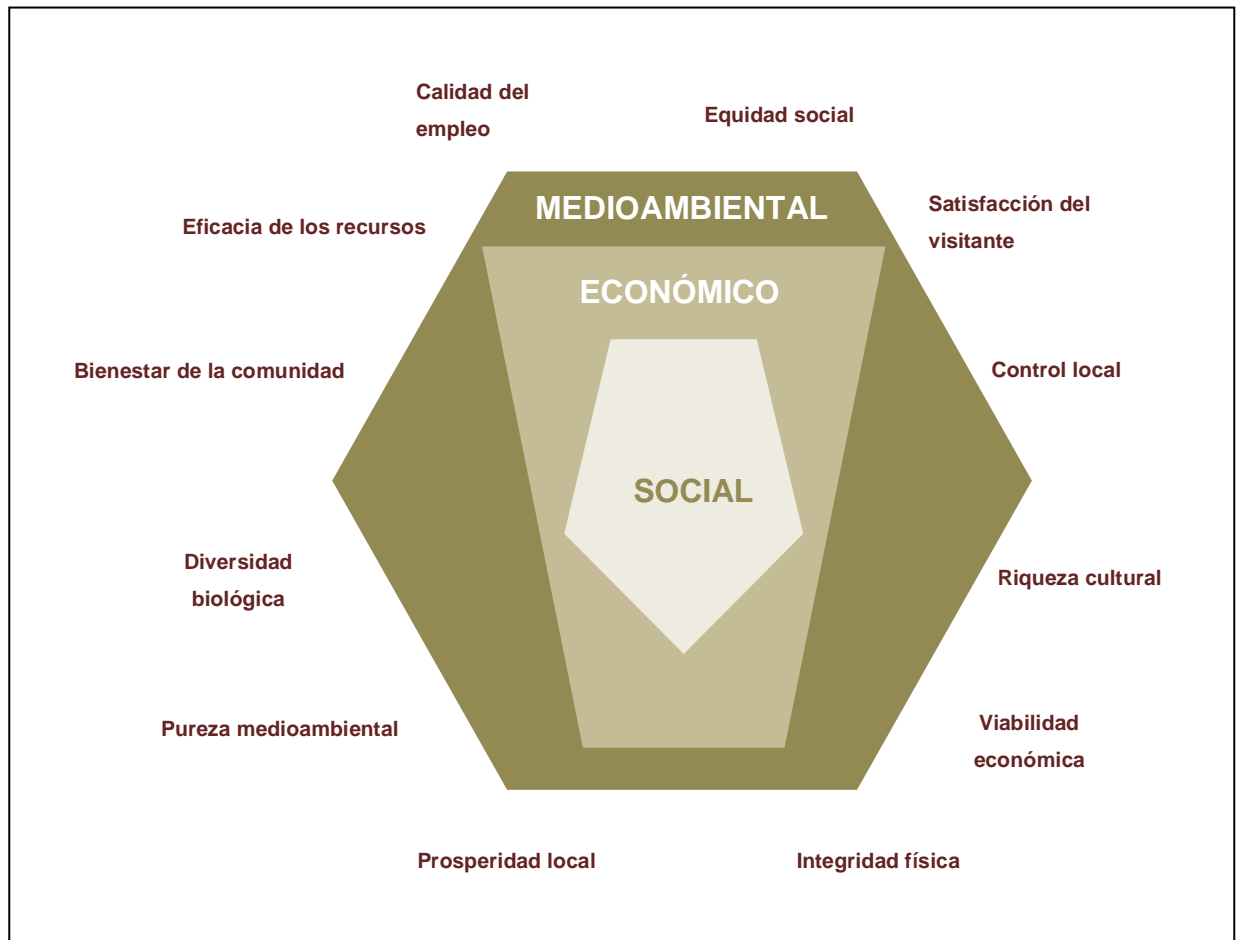 Calidad del
empleo
Equidad social
MEDIOAMBIENTAL
Satisfacción del
visitante
Eficacia de los recursos
ECONÓMICO
Bienestar de la comunidad
Control local
SOCIAL
Diversidad
biológica
Riqueza cultural
Pureza medioambiental
Viabilidad
económica
Prosperidad local
Integridad física